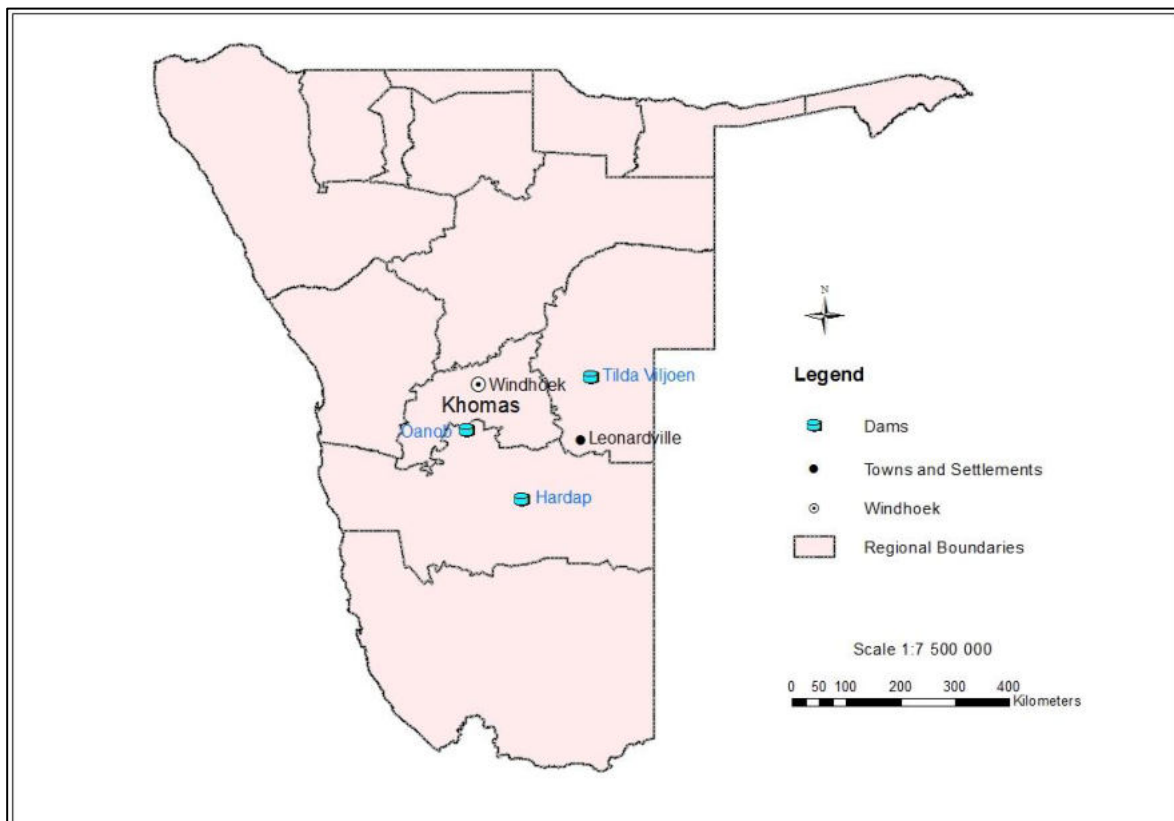 N
Tilda Viljoen
Windhoek
Khomas
Oanob
Leonardville
Hardap
Legend
Dams
Towns and Settlements
Windhoek
Regional Boundaries
Scale 1:7 500 000
0 50 100 200 300 400
Kilometers